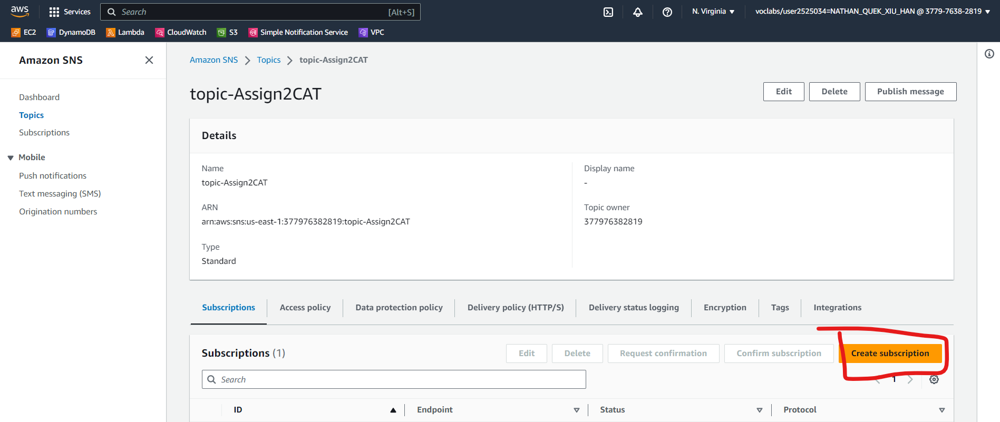 aws
Services
Search
[Alt+S]
N. Virginia
voclabs/user2525034=NATHAN_QUEK_XIU_HAN @ 3779-7638-2819
EC2
DynamoDB
Lambda
CloudWatch
S3
Simple Notification Service
VPC
Amazon SNS
Dashboard
Topics
Subscriptions
Mobile
Push notifications
Text messaging (SMS)
Origination numbers
Amazon SNS
Topics
topic-Assign2CAT
topic-Assign2CAT
Edit
Delete
Publish message
Details
Name
topic-Assign2CAT
ARN
arn:aws:sns:us-east-1:377976382819:topic-Assign2CAT
Type
Standard
Display name
-
Topic owner
377976382819
Subscriptions
Access policy
Data protection policy
Delivery policy (HTTP/S)
Delivery status logging
Encryption
Tags
Integrations
Subscriptions (1)
Edit
Delete
Request confirmation
Confirm subscription
Create subscription
Search
1
ID
Endpoint
Status
Protocol